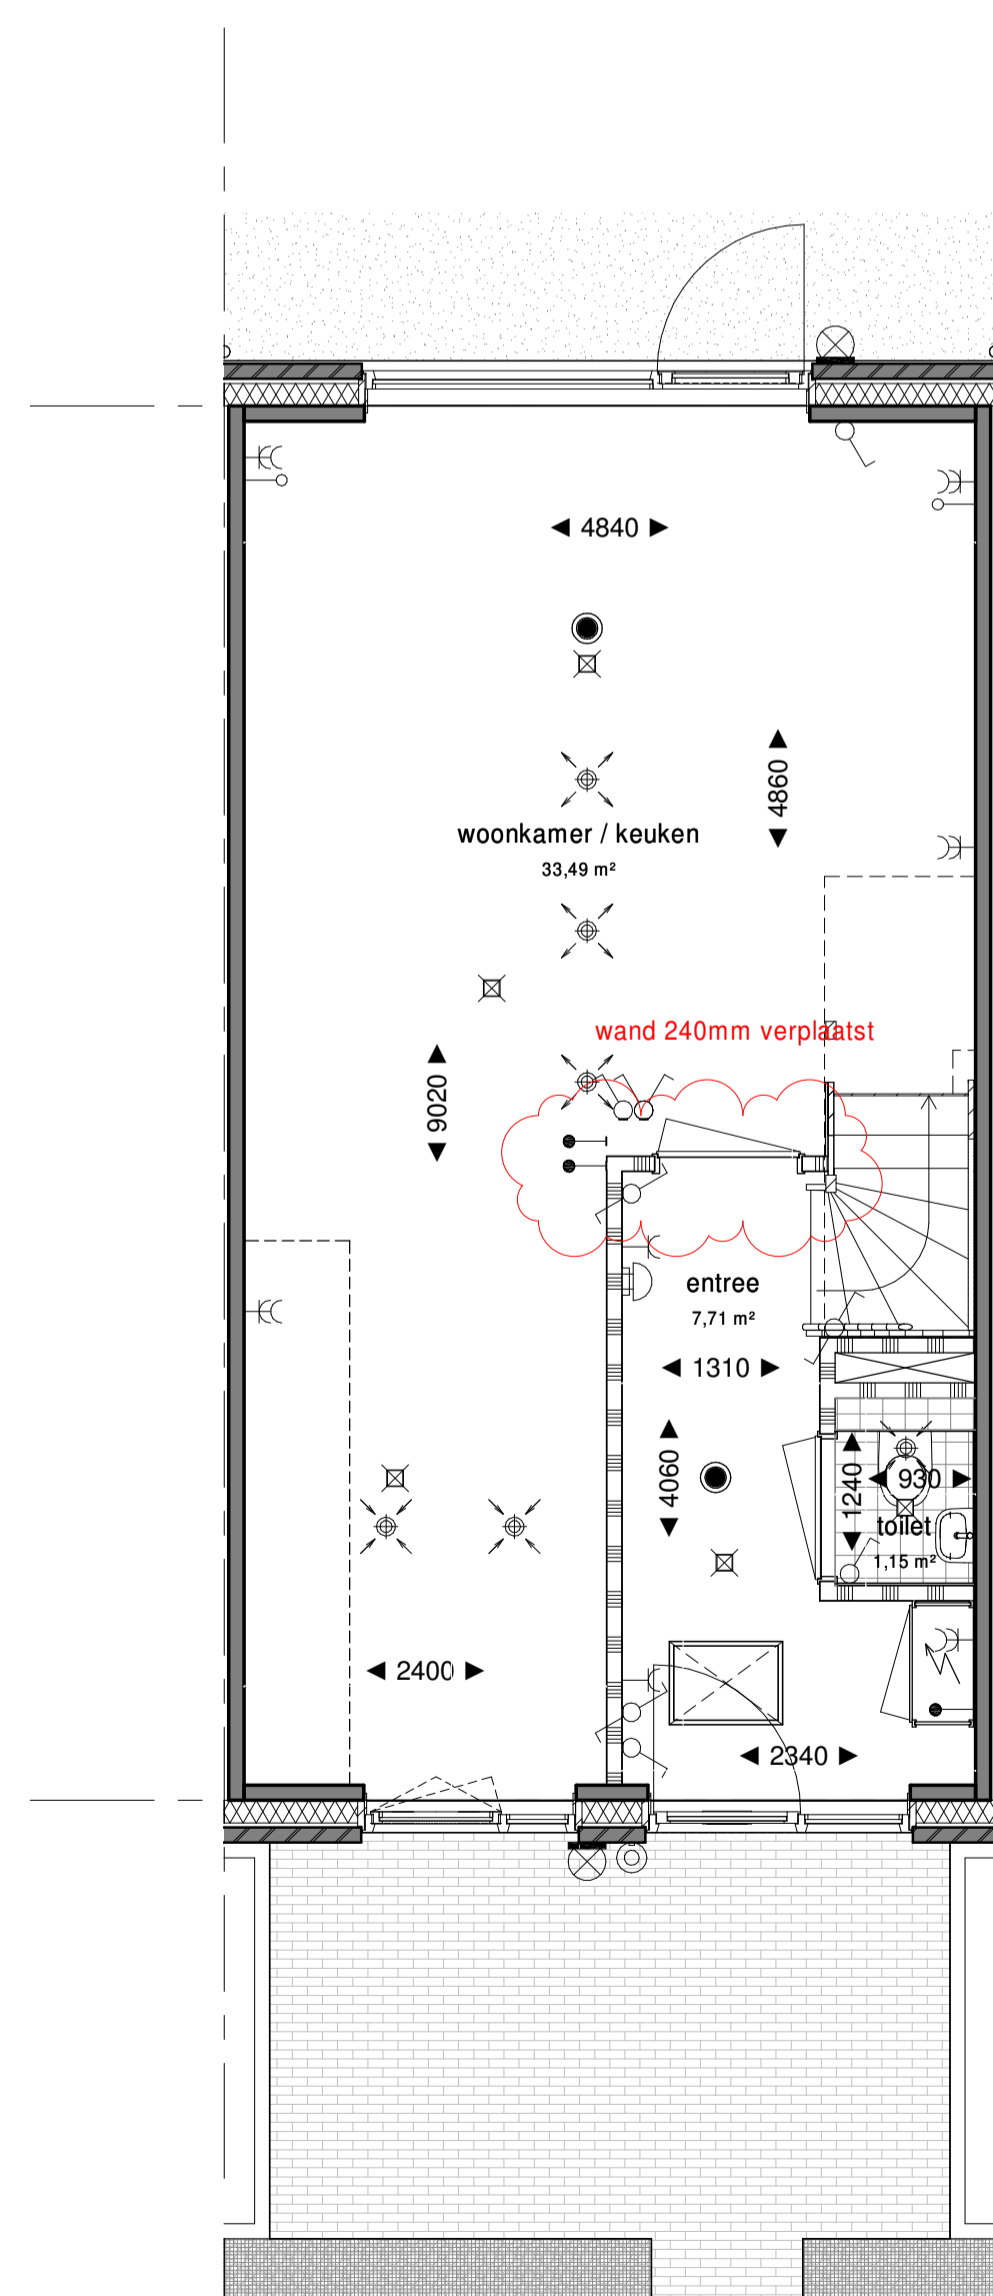 4840
4860
woonkamer / keuken
33,49 m²
wand 240mm verplaatst
9020
entree
7,71 m²
1310
4060
1240
930
toilet
1,15 m²
2400
2340